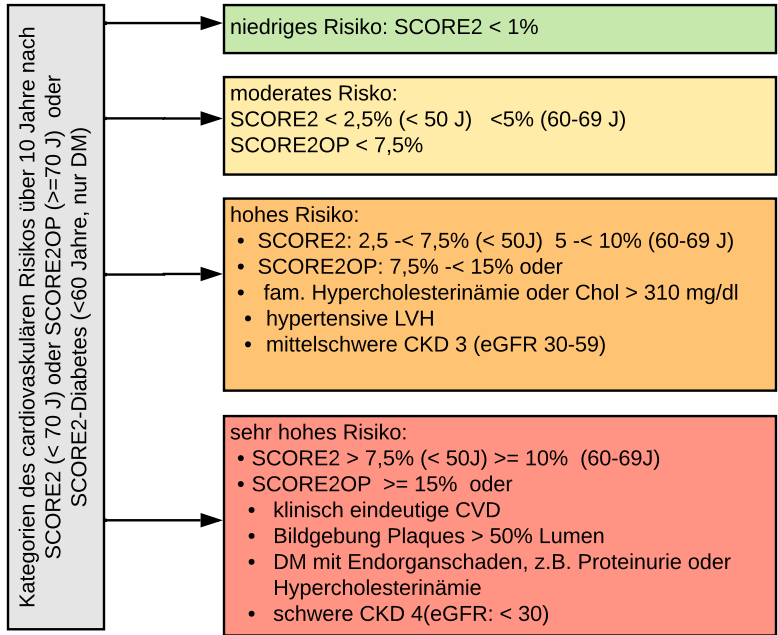 Kategorien des cardiovaskulären Risikos über 10 Jahre nach
SCORE2 (< 70 J) oder SCORE2OP (>=70 J) oder
SCORE2-Diabetes (<60 Jahre, nur DM)
niedriges Risiko: SCORE2 < 1%
moderates Risko:
SCORE2 < 2,5% (< 50 J) <5% (60-69 J)
SCORE2OP < 7,5%
hohes Risiko:
• SCORE2: 2,5 -< 7,5% (< 50J) 5 -< 10% (60-69 J)
• SCORE2OP: 7,5% -< 15% oder
• fam. Hypercholesterinämie oder Chol > 310 mg/dl
• hypertensive LVH
• mittelschwere CKD 3 (eGFR 30-59)
sehr hohes Risiko:
• SCORE2 > 7,5% (< 50J) >= 10% (60-69J)
• SCORE2OP >= 15% oder
• klinisch eindeutige CVD
• Bildgebung Plaques > 50% Lumen
• DM mit Endorganschaden, z.B. Proteinurie oder
Hypercholesterinämie
• schwere CKD 4(eGFR: < 30)